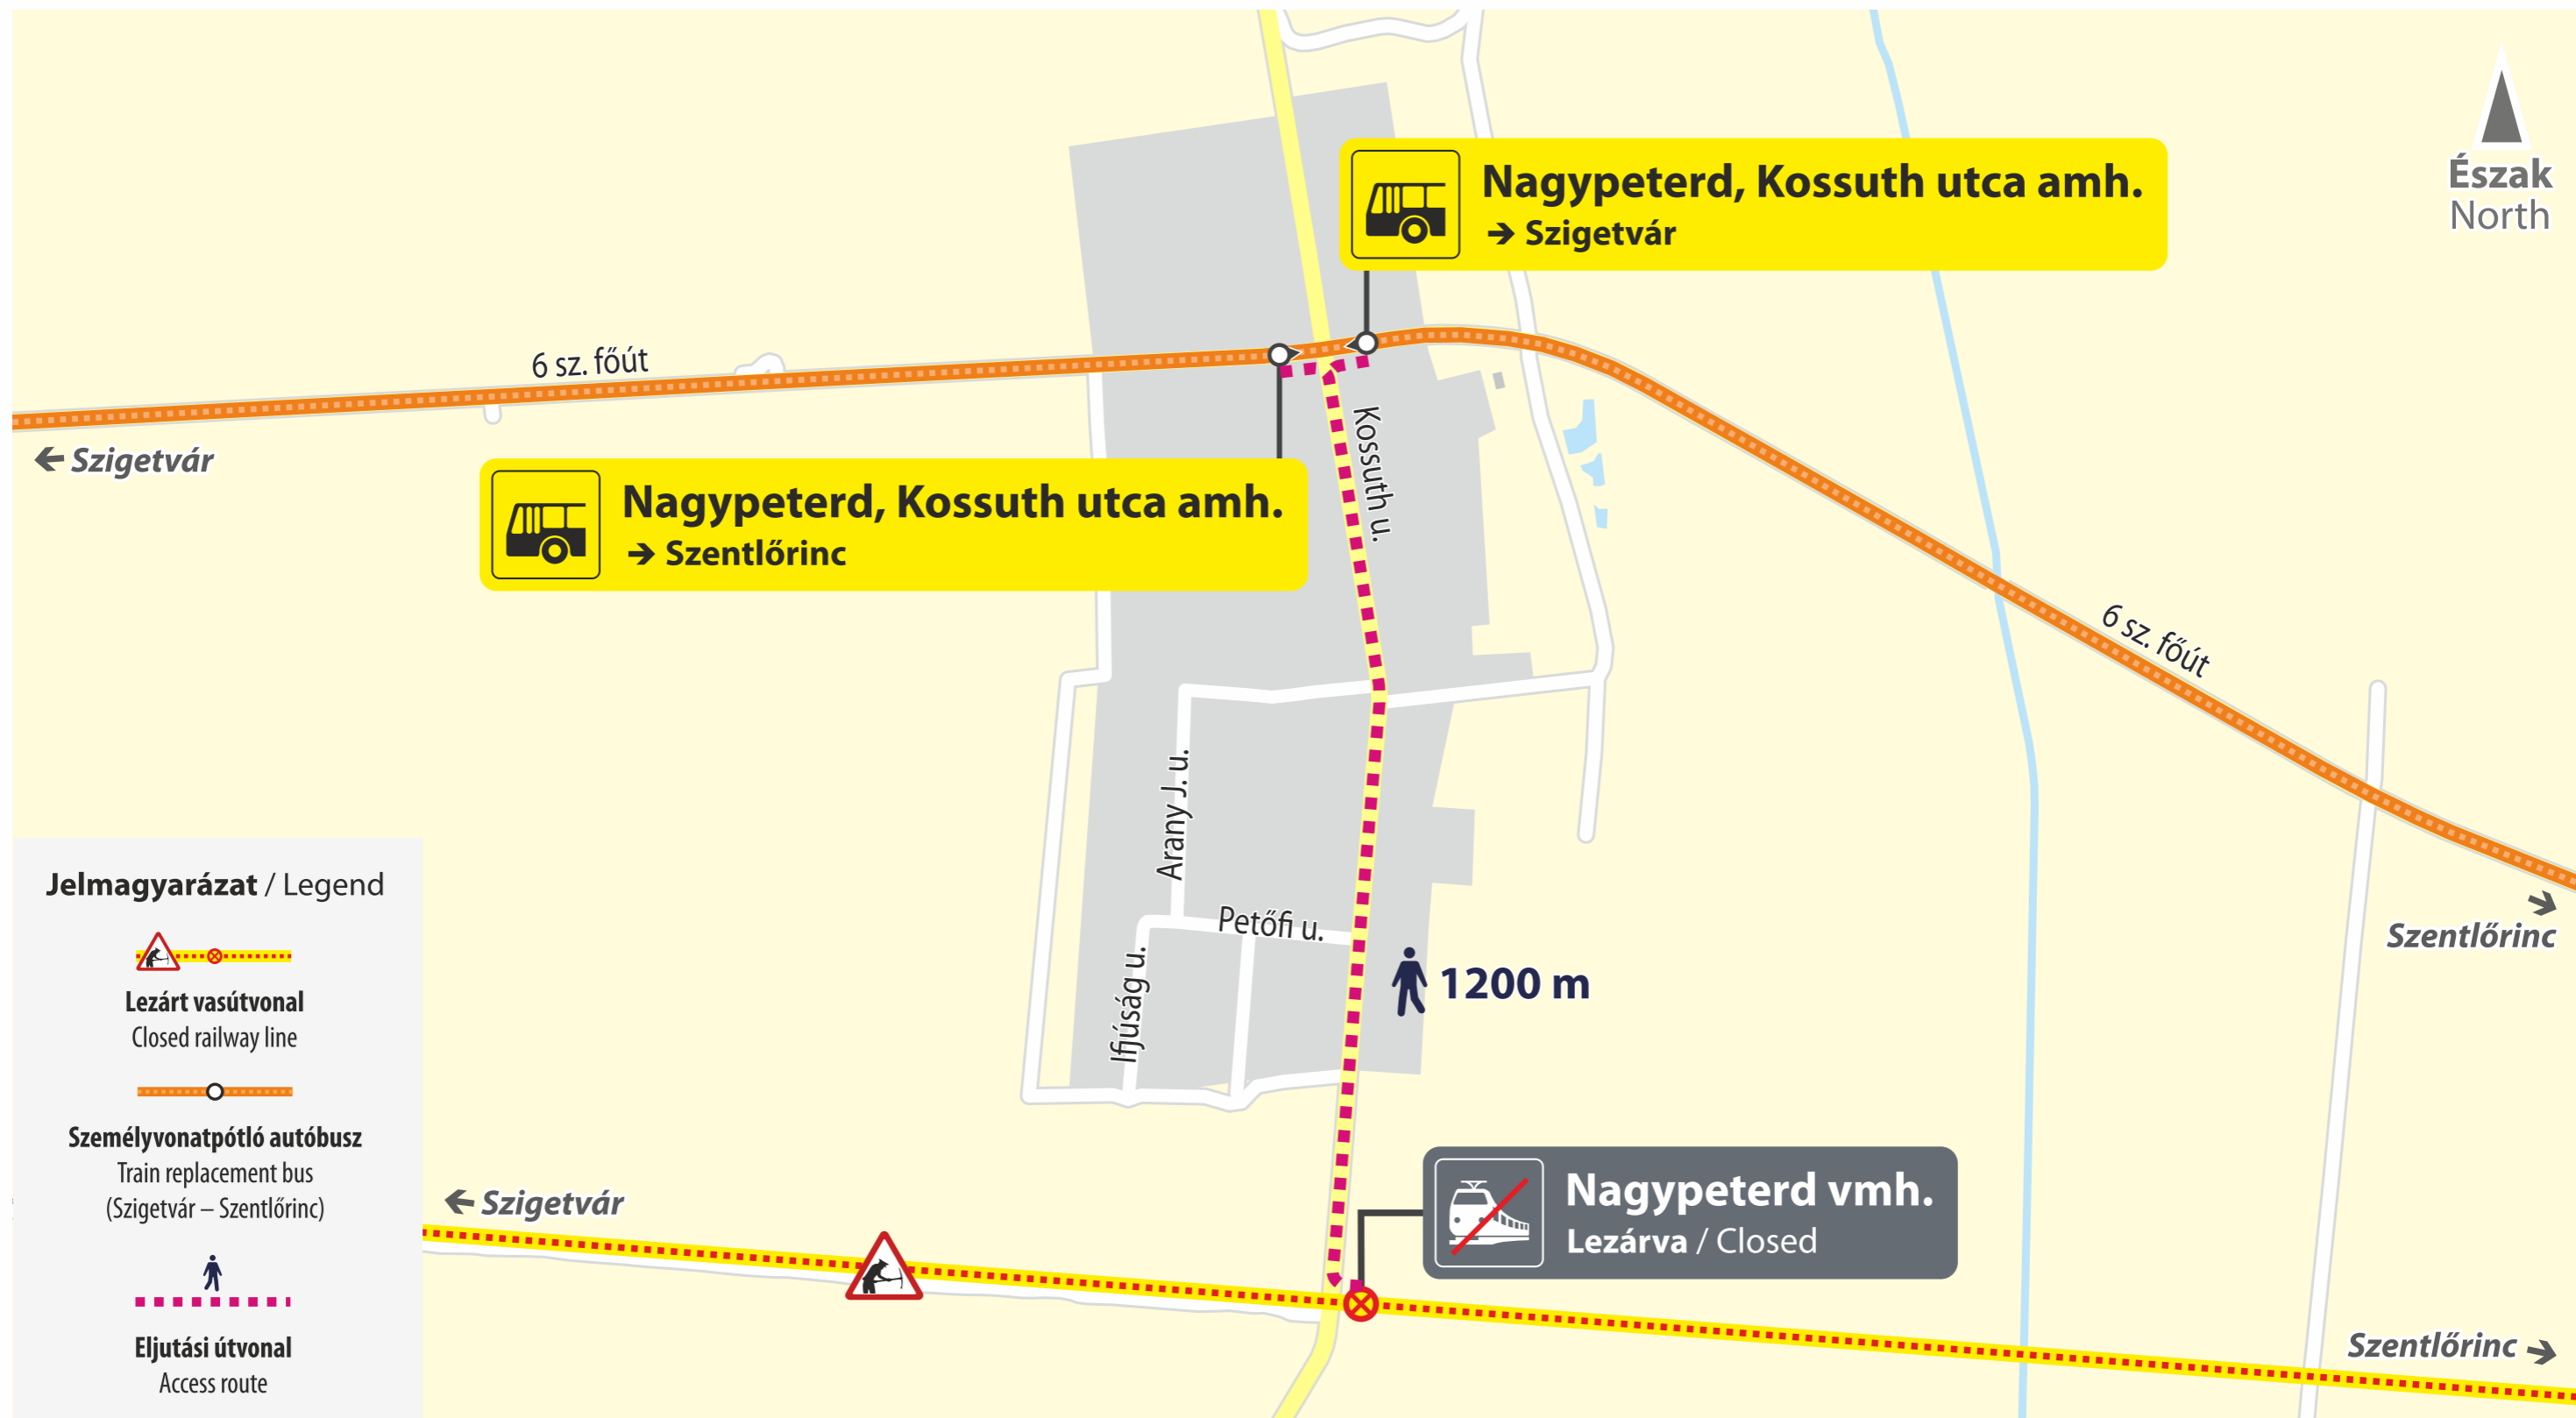 Nagypeterd, Kossuth utca amh.
➔ Szigetvár
Észak
North
6 sz. főút
← Szigetvár
Kossuth u.
Nagypeterd, Kossuth utca amh.
➔ Szentlőrinc
6 sz. főút
Arany J. u.
Petőfi u.
Ifjúság u.
1200 m
Szentlőrinc
Jelmagyarázat / Legend
Lezárt vasútvonal
Closed railway line
Személyvonatpótló autóbusz
Train replacement bus
(Szigetvár – Szentlőrinc)
Eljutási útvonal
Access route
← Szigetvár
Nagypeterd vmh.
Lezárva / Closed
Szentlőrinc ➔